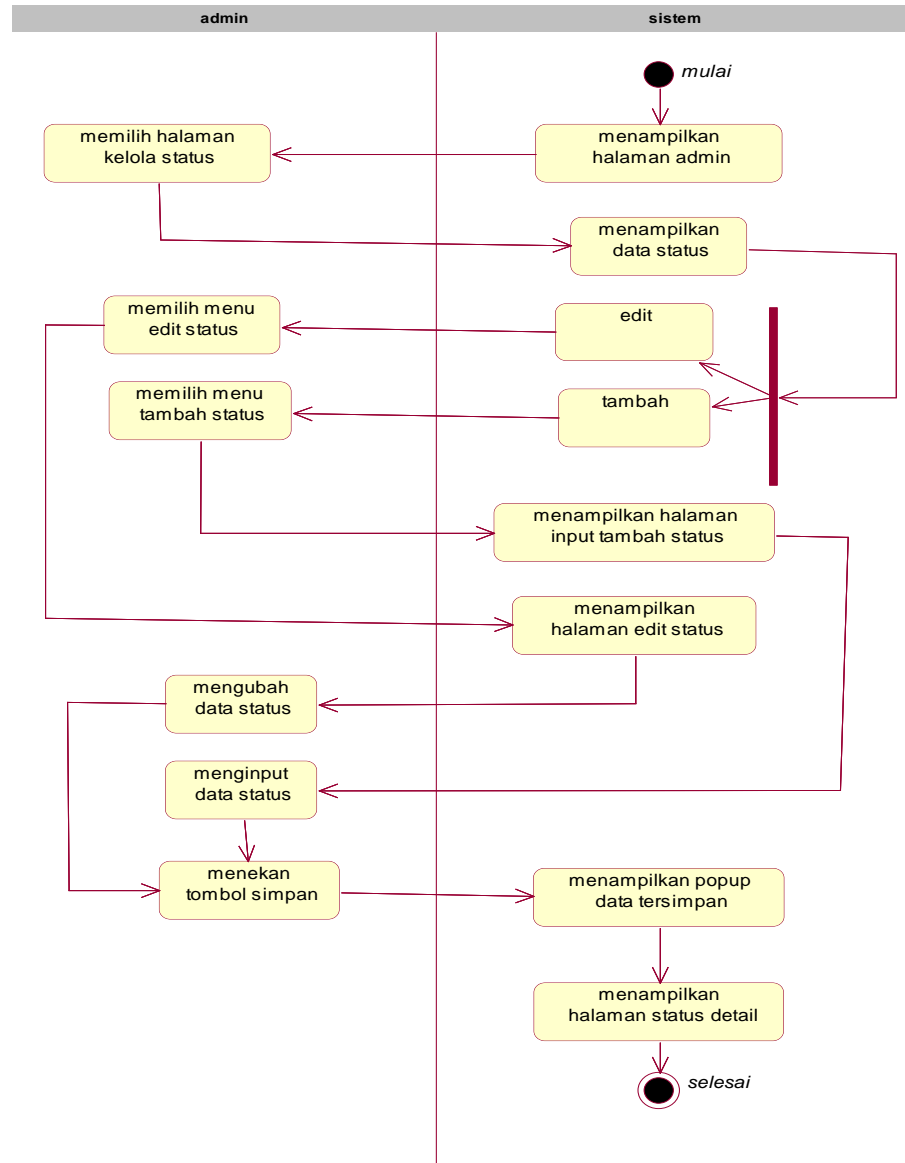 admin
sistem
mulai
memilih halaman
kelola status
menampilkan
halaman admin
menampilkan
data status
memilih menu
edit status
edit
memilih menu
tambah status
tambah
menampilkan halaman
input tambah status
menampilkan
halaman edit status
mengubah
data status
menginput
data status
menekan
tombol simpan
menampilkan popup
data tersimpan
menampilkan
halaman status detail
selesai